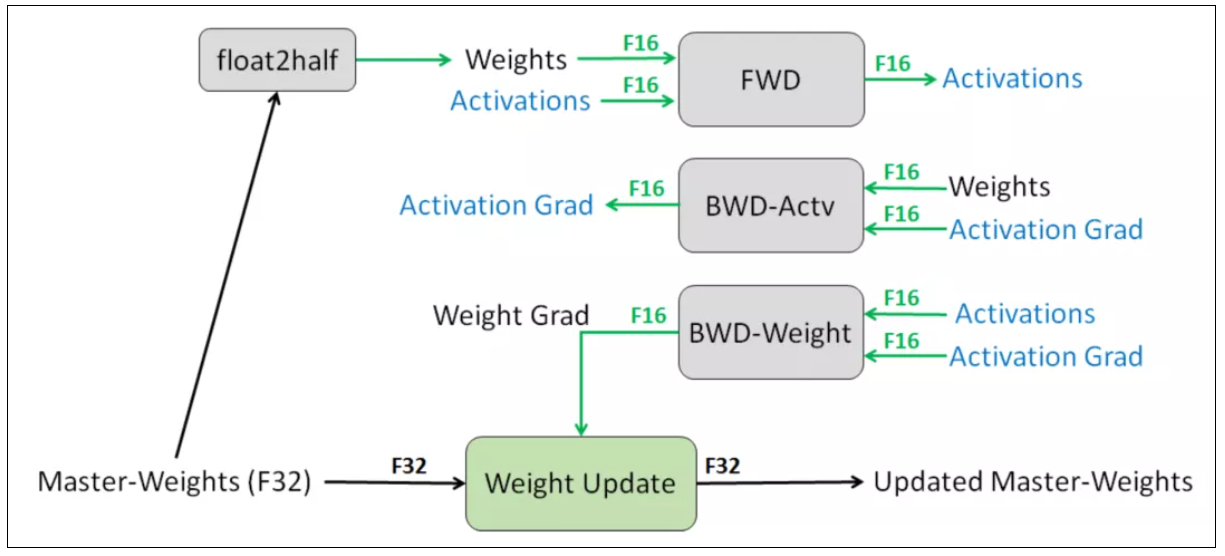 float2half
Weights
F16
Activations
F16
FWD
F16
Activations
Activation Grad
F16
BWD-Actv
F16
Weights
F16
Activation Grad
Weight Grad
F16
BWD-Weight
F16
Activations
F16
Activation Grad
Master-Weights (F32)
F32
Weight Update
F32
Updated Master-Weights